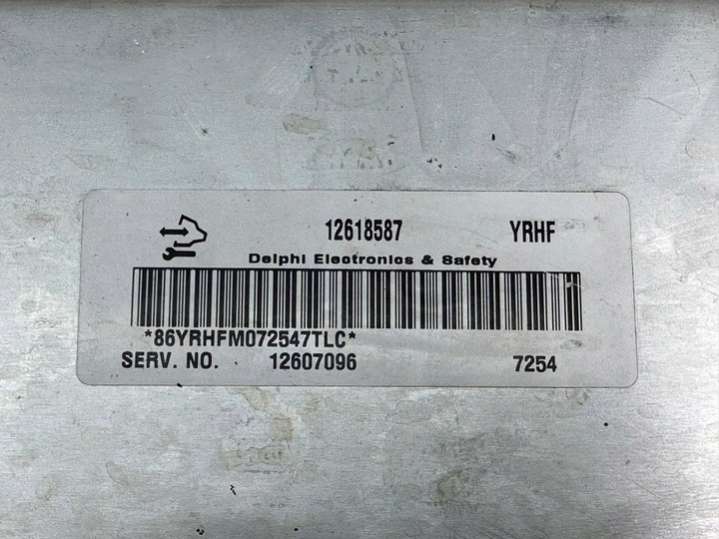 12618587 YRHF
Delphi Electronics & Safety
*86YRHFM072547TLC*
SERV. NO. 12607096 7254